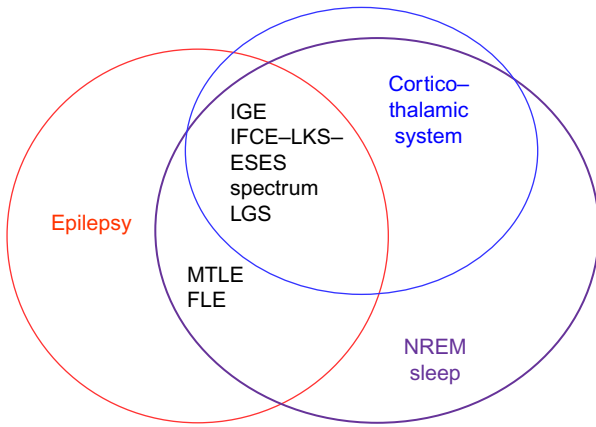 Cortico–
thalamic
system
IGE
IFCE–LKS–
ESES
spectrum
LGS
Epilepsy
MTLE
FLE
NREM
sleep